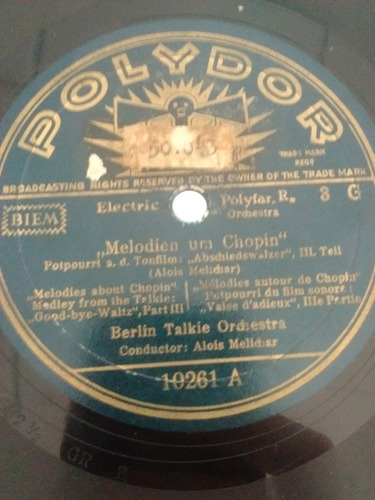 POLYDOR
TRADE MARK
REGD
BROADCASTING RIGHTS RESERVED BY THE OWNER OF THE TRADE MARK
BIEM
Electric
Polyfar, R.
3 G
Orchestra
„Melodien um Chopin“
Potpourri a. d. Tonfilm: „Abschiedswalzer“, III. Teil
(Alois Melichar)
„Melodies about Chopin“
Medley from the Talkie:
„Good-bye-Waltz“, Part III
„Mélodies autour de Chopin“
Potpourri du film sonore:
„Valse d'adieux“, IIIe Partie
Berlin Talkie Orchestra
Conductor: Alois Melichar
10261 A
GR